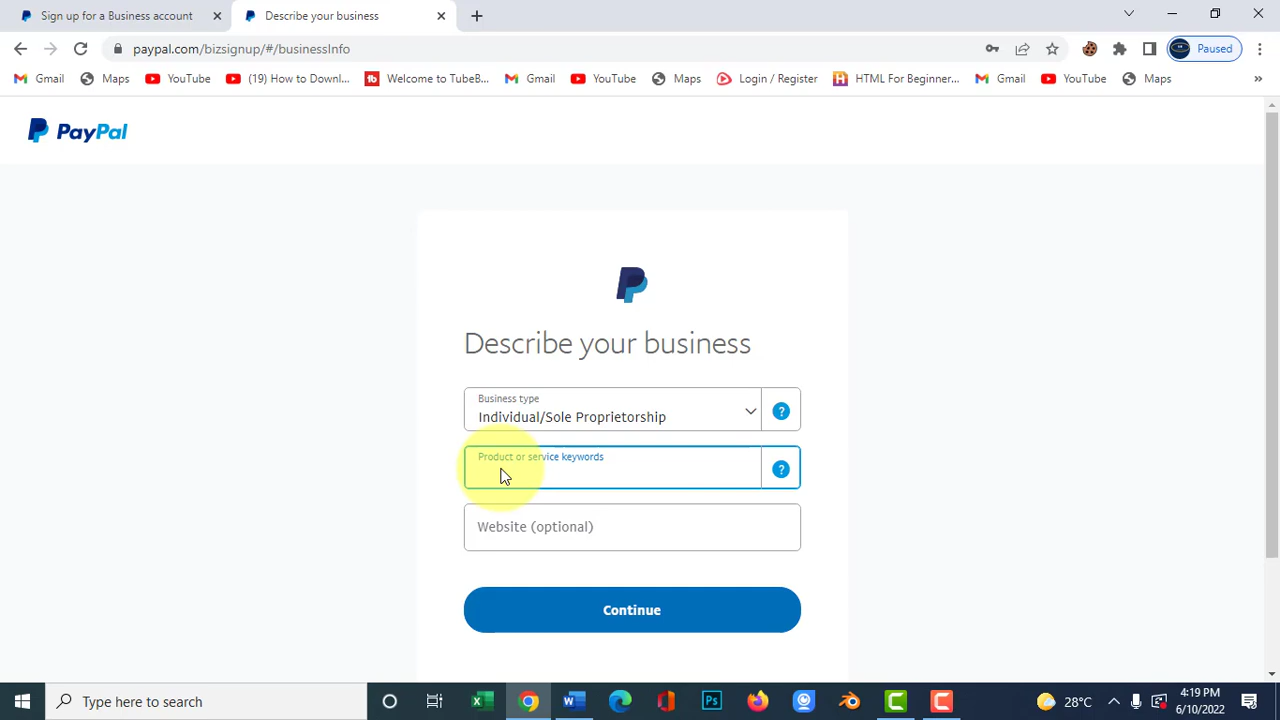 Sign up for a Business account
Describe your business
paypal.com/bizsignup/#/businessInfo
Paused
Gmail
Maps
YouTube
(19) How to Downl...
Welcome to TubeB...
Gmail
YouTube
Maps
Login / Register
HTML For Beginner...
Gmail
YouTube
Maps
»
PayPal
Describe your business
Business type
Individual/Sole Proprietorship
?
Product or service keywords
?
Website (optional)
Continue
Type here to search
Ps
28°C
4:19 PM
6/10/2022